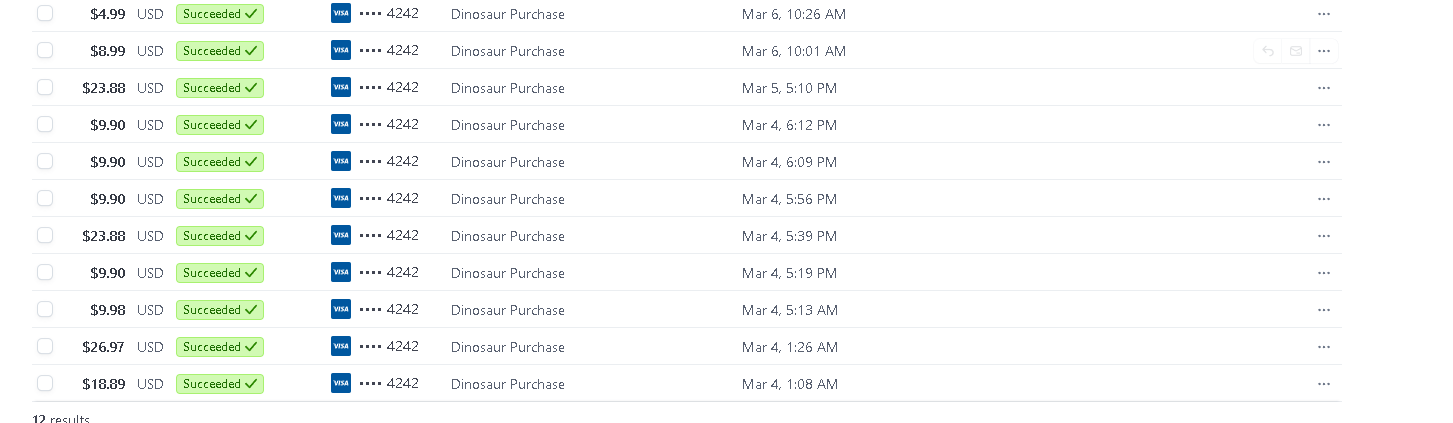 $4.99 USD Succeeded VISA •••• 4242 Dinosaur Purchase Mar 6, 10:26 AM
$8.99 USD Succeeded VISA •••• 4242 Dinosaur Purchase Mar 6, 10:01 AM
$23.88 USD Succeeded VISA •••• 4242 Dinosaur Purchase Mar 5, 5:10 PM
$9.90 USD Succeeded VISA •••• 4242 Dinosaur Purchase Mar 4, 6:12 PM
$9.90 USD Succeeded VISA •••• 4242 Dinosaur Purchase Mar 4, 6:09 PM
$9.90 USD Succeeded VISA •••• 4242 Dinosaur Purchase Mar 4, 5:56 PM
$23.88 USD Succeeded VISA •••• 4242 Dinosaur Purchase Mar 4, 5:39 PM
$9.90 USD Succeeded VISA •••• 4242 Dinosaur Purchase Mar 4, 5:19 PM
$9.98 USD Succeeded VISA •••• 4242 Dinosaur Purchase Mar 4, 5:13 AM
$26.97 USD Succeeded VISA •••• 4242 Dinosaur Purchase Mar 4, 1:26 AM
$18.89 USD Succeeded VISA •••• 4242 Dinosaur Purchase Mar 4, 1:08 AM
12 results